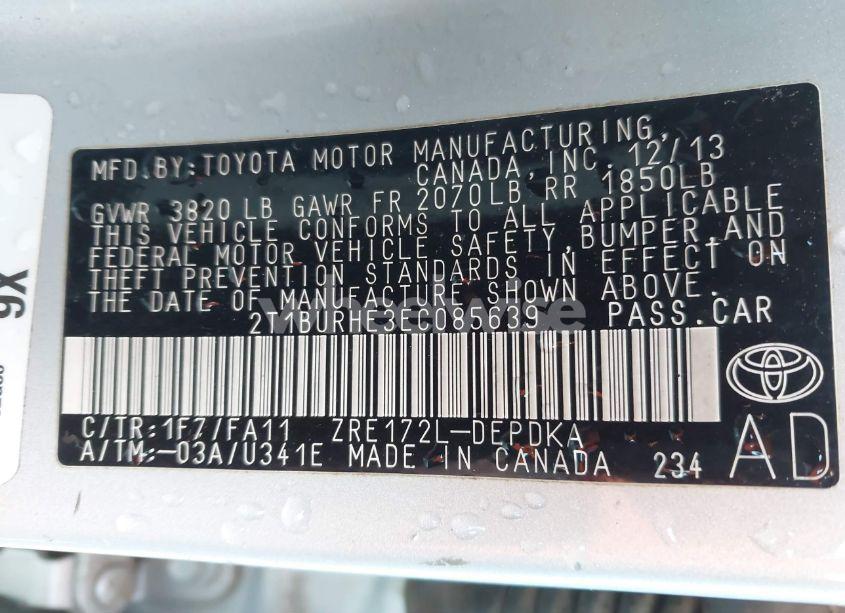 MFD.BY:TOYOTA MOTOR MANUFACTURING,
CANADA,INC. 12/13
GVWR 3820 LB GAWR FR 2070LB RR 1850LB
THIS VEHICLE CONFORMS TO ALL APPLICABLE
FEDERAL MOTOR VEHICLE SAFETY,BUMPER,AND
THEFT PREVENTION STANDARDS IN EFFECT ON
THE DATE OF MANUFACTURE SHOWN ABOVE.
2T1BURHE3EC085639 PASS.CAR
C/TR:1F7/FA11 ZRE172L-DEPDKA
A/TM:-03A/U341E MADE IN CANADA 234
AD